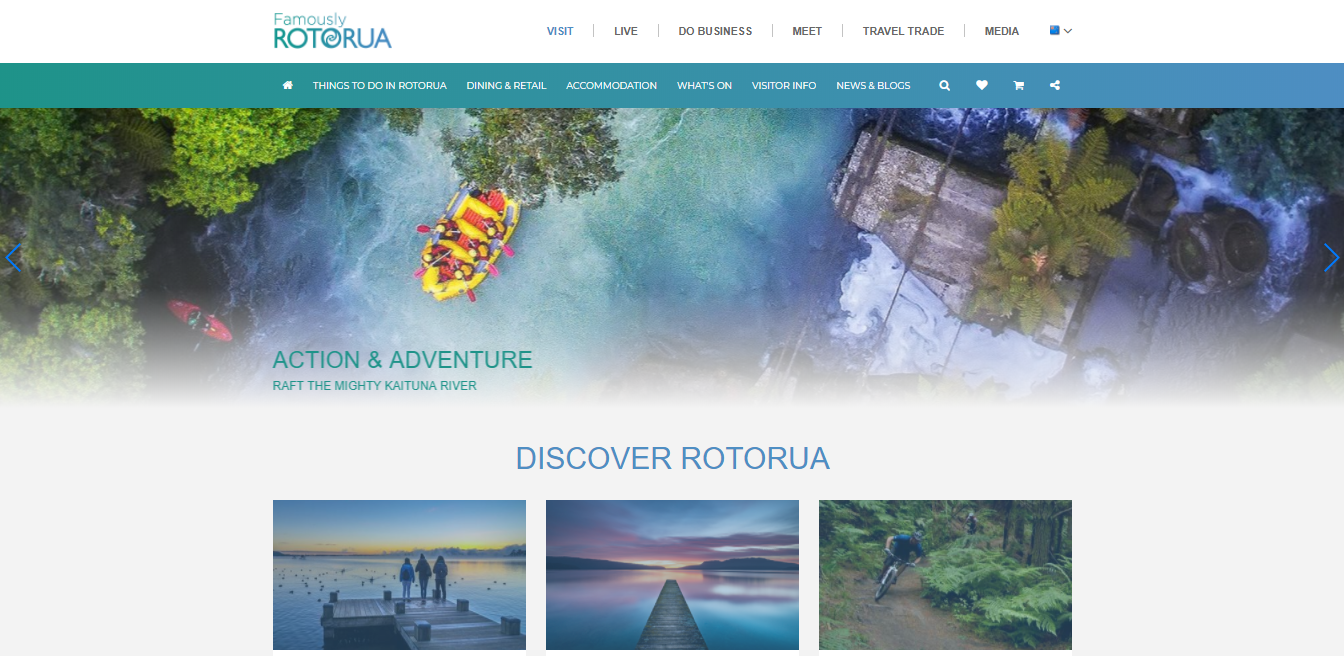 Famously
ROTORUA
VISIT
LIVE
DO BUSINESS
MEET
TRAVEL TRADE
MEDIA
THINGS TO DO IN ROTORUA
DINING & RETAIL
ACCOMMODATION
WHAT'S ON
VISITOR INFO
NEWS & BLOGS
ACTION & ADVENTURE
RAFT THE MIGHTY KAITUNA RIVER
DISCOVER ROTORUA